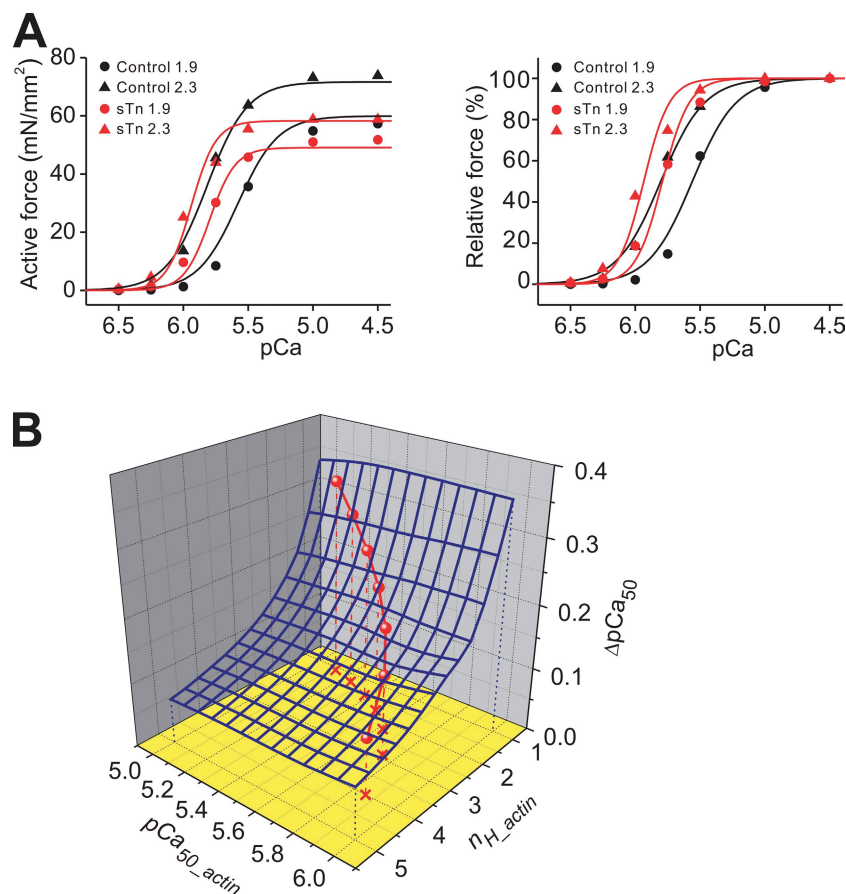 A
Active force (mN/mm²)
80
60
40
20
0
Control 1.9
Control 2.3
sTn 1.9
sTn 2.3
6.5 6.0 5.5 5.0 4.5
pCa
Relative force (%)
100
80
60
40
20
0
Control 1.9
Control 2.3
sTn 1.9
sTn 2.3
6.5 6.0 5.5 5.0 4.5
pCa
B
0.4
0.3
0.2
0.1
0.0
ΔpCa50
5.0
5.2
5.4
5.6
5.8
6.0
pCa50_actin
1
2
3
4
5
nH_actin